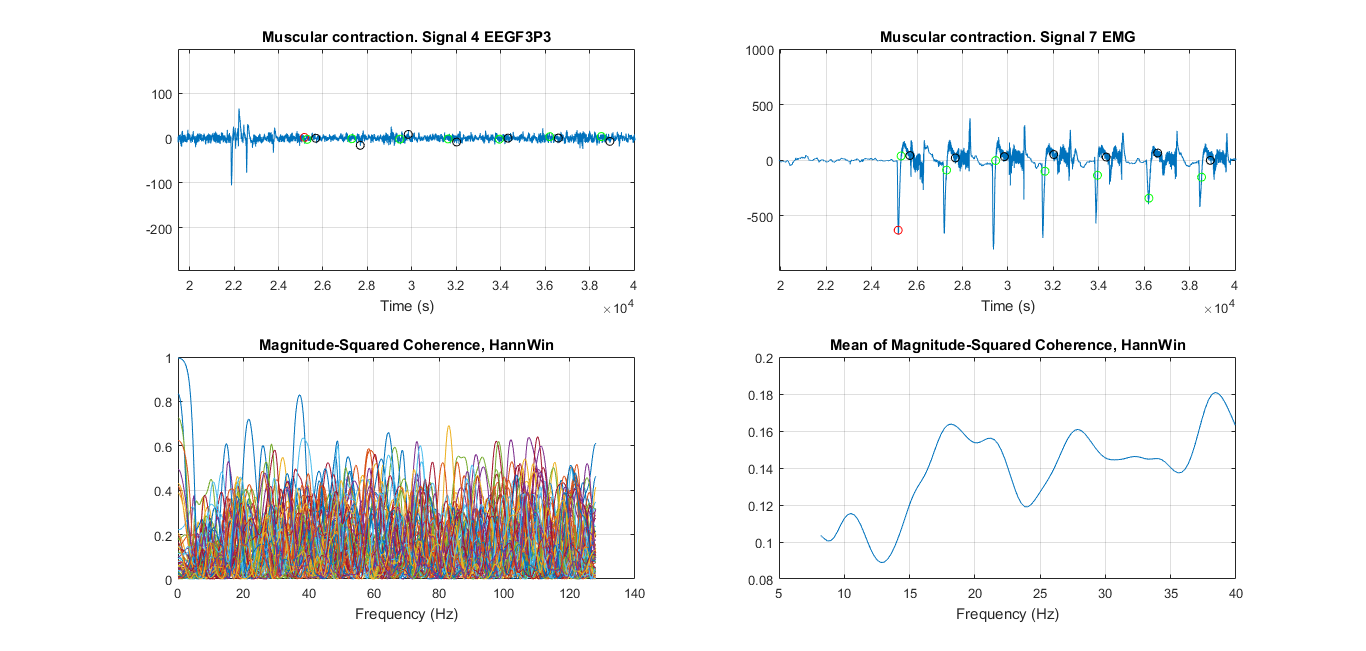 Muscular contraction. Signal 4 EEGF3P3
100
0
-100
-200
2 2.2 2.4 2.6 2.8 3 3.2 3.4 3.6 3.8 4
Time (s)
×10^4
Muscular contraction. Signal 7 EMG
1000
500
0
-500
2 2.2 2.4 2.6 2.8 3 3.2 3.4 3.6 3.8 4
Time (s)
×10^4
Magnitude-Squared Coherence, HannWin
1
0.8
0.6
0.4
0.2
0
0 20 40 60 80 100 120 140
Frequency (Hz)
Mean of Magnitude-Squared Coherence, HannWin
0.2
0.18
0.16
0.14
0.12
0.1
0.08
5 10 15 20 25 30 35 40
Frequency (Hz)